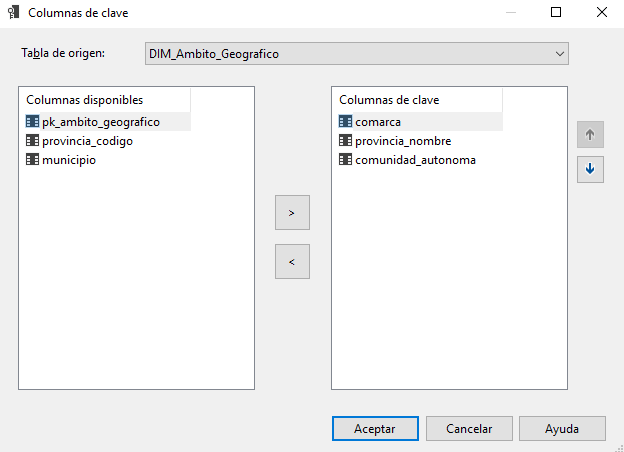 Columnas de clave
Tabla de origen:
DIM_Ambito_Geografico
Columnas disponibles
pk_ambito_geografico
provincia_codigo
municipio
>
<
Columnas de clave
comarca
provincia_nombre
comunidad_autonoma
Aceptar
Cancelar
Ayuda